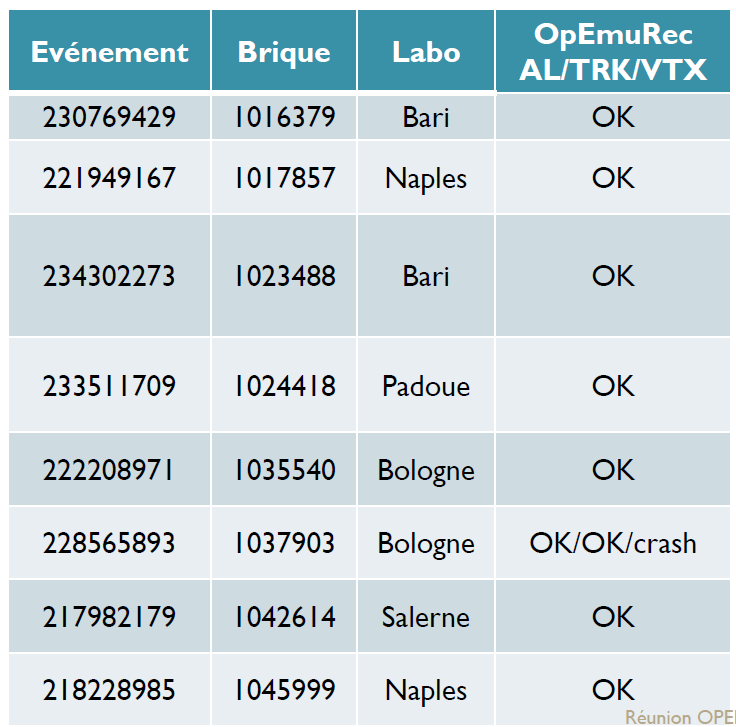 Evénement Brique Labo OpEmuRec
AL/TRK/VTX
230769429 1016379 Bari OK
221949167 1017857 Naples OK
234302273 1023488 Bari OK
233511709 1024418 Padoue OK
222208971 1035540 Bologne OK
228565893 1037903 Bologne OK/OK/crash
217982179 1042614 Salerne OK
218228985 1045999 Naples OK
Réunion OPE